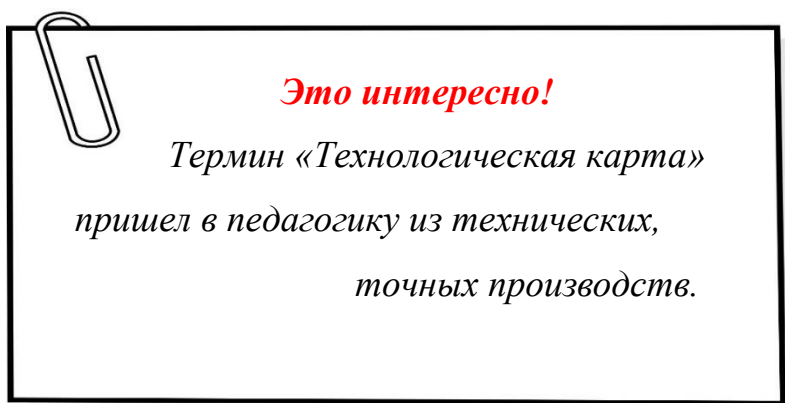 Это интересно!
Термин «Технологическая карта»
пришел в педагогику из технических,
точных производств.